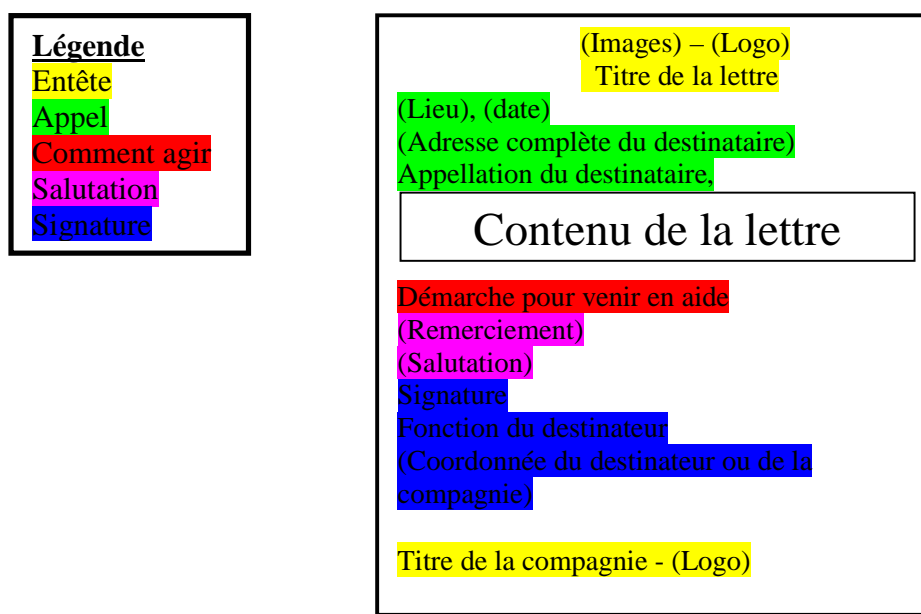 Légende
Entête
Appel
Comment agir
Salutation
Signature
(Images) – (Logo)
Titre de la lettre
(Lieu), (date)
(Adresse complète du destinataire)
Appellation du destinataire,
Contenu de la lettre
Démarche pour venir en aide
(Remerciement)
(Salutation)
Signature
Fonction du destinateur
(Coordonnée du destinateur ou de la
compagnie)
Titre de la compagnie - (Logo)